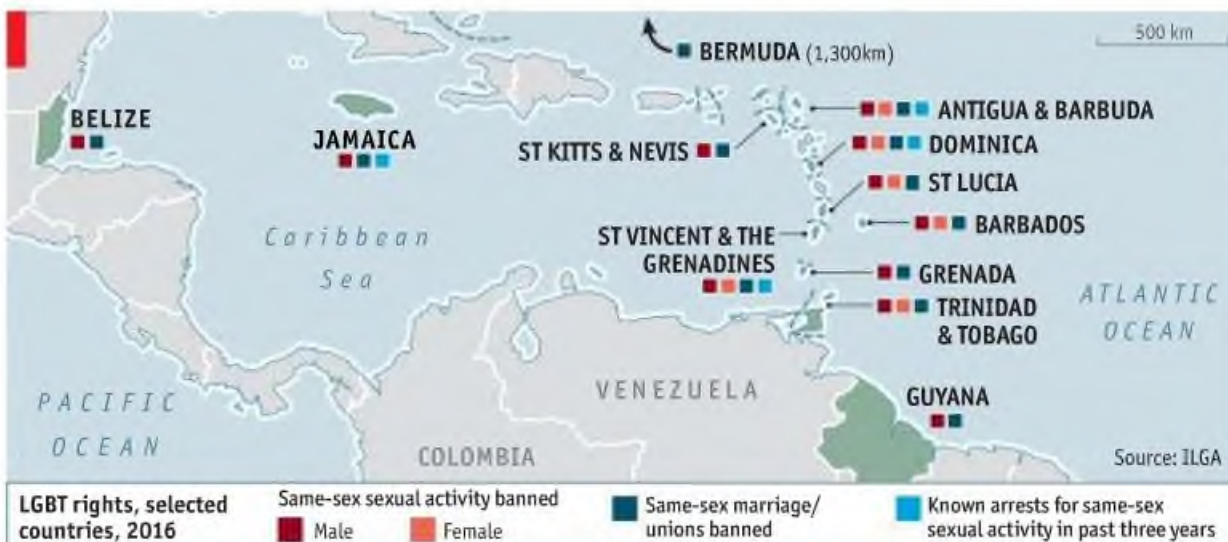 500 km
BERMUDA (1,300km)
BELIZE
JAMAICA
ANTIGUA & BARBUDA
ST KITTS & NEVIS
DOMINICA
ST LUCIA
Caribbean
Sea
ST VINCENT & THE
GRENADINES
BARBADOS
GRENADA
TRINIDAD
& TOBAGO
ATLANTIC
OCEAN
VENEZUELA
GUYANA
PACIFIC
OCEAN
COLOMBIA
Source: ILGA
LGBT rights, selected
countries, 2016
Same-sex sexual activity banned
Male
Female
Same-sex marriage/
unions banned
Known arrests for same-sex
sexual activity in past three years